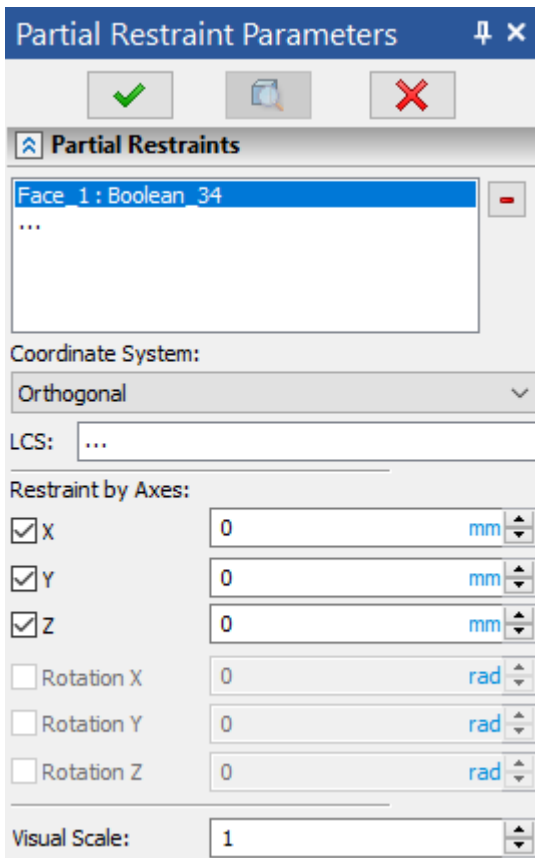 Partial Restraint Parameters
Partial Restraints
Face_1 : Boolean_34
...
Coordinate System:
Orthogonal
LCS: ...
Restraint by Axes:
X 0 mm
Y 0 mm
Z 0 mm
Rotation X 0 rad
Rotation Y 0 rad
Rotation Z 0 rad
Visual Scale: 1